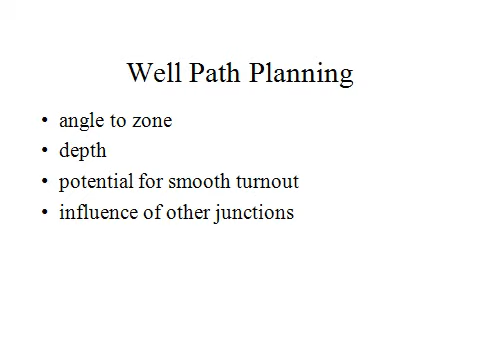 Well Path Planning
• angle to zone
• depth
• potential for smooth turnout
• influence of other junctions